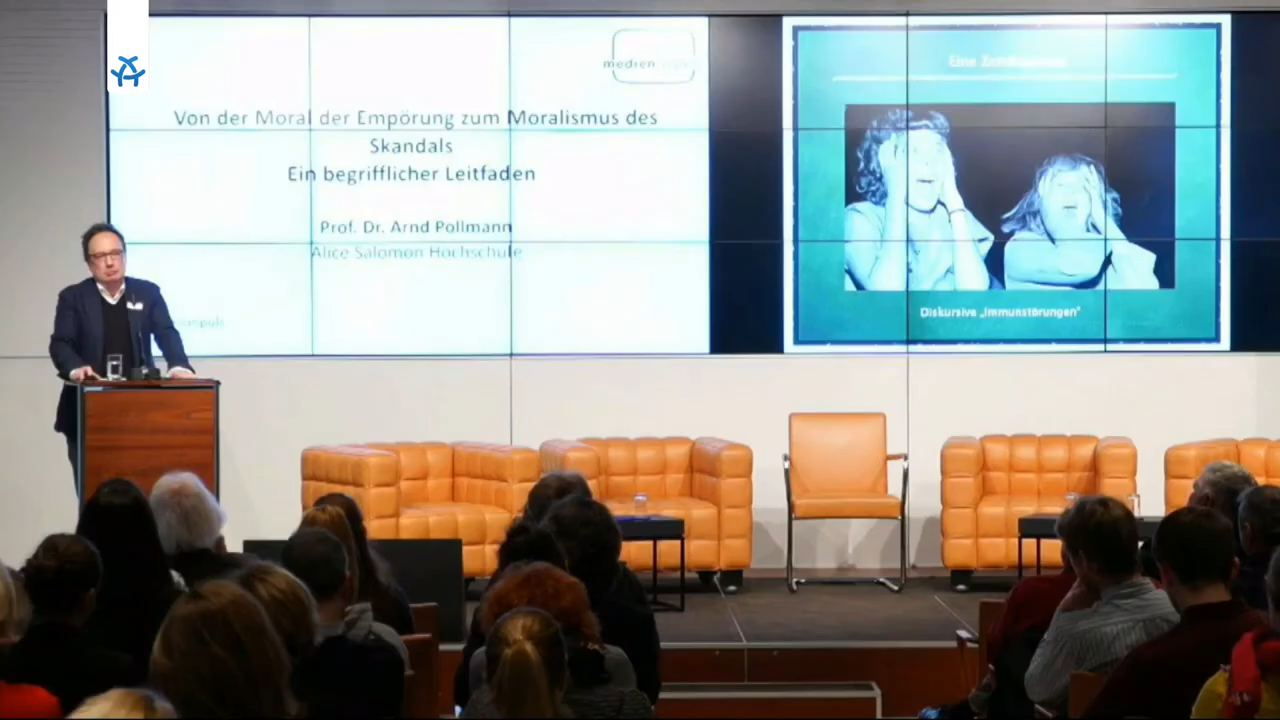 medien
Von der Moral der Empörung zum Moralismus des
Skandals
Ein begrifflicher Leitfaden
Prof. Dr. Arnd Pollmann
Alice Salomon Hochschule
Diskursive „Immunstörungen"